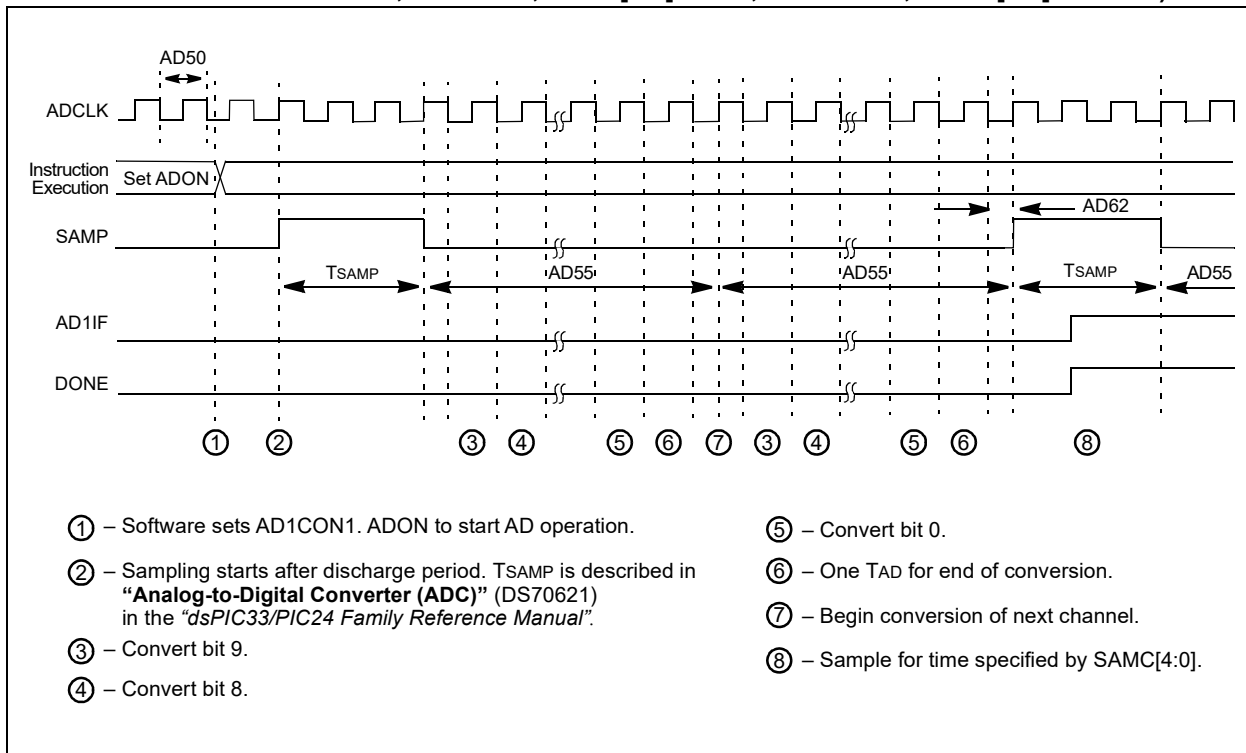 AD50
ADCLK
Instruction
Execution
Set ADON
AD62
SAMP
TSAMP
AD55
AD55
TSAMP
AD55
AD1IF
DONE
1 2 3 4 5 6 7 3 4 5 6 8
1 – Software sets AD1CON1. ADON to start AD operation.
2 – Sampling starts after discharge period. TSAMP is described in
“Analog-to-Digital Converter (ADC)” (DS70621)
in the “dsPIC33/PIC24 Family Reference Manual”.
3 – Convert bit 9.
4 – Convert bit 8.
5 – Convert bit 0.
6 – One TAD for end of conversion.
7 – Begin conversion of next channel.
8 – Sample for time specified by SAMC[4:0].